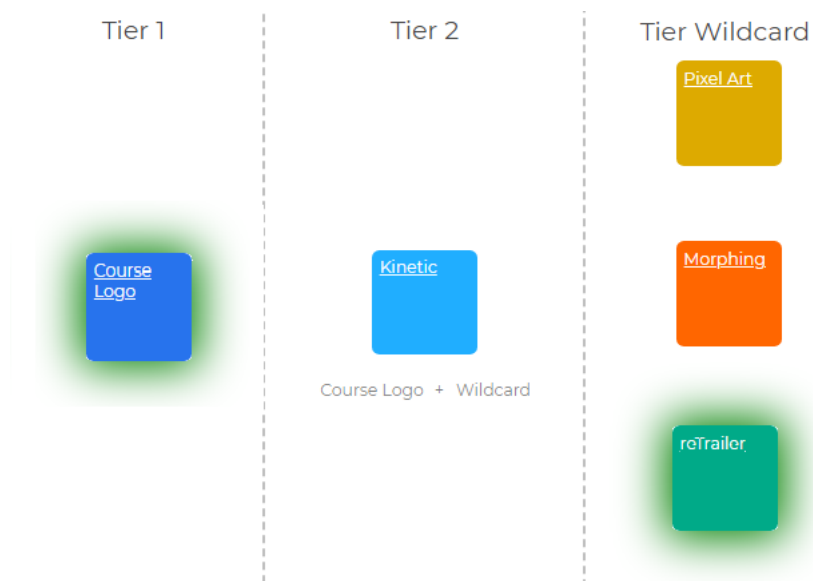 Tier 1
Tier 2
Tier Wildcard
Pixel Art
Course
Logo
Kinetic
Morphing
Course Logo + Wildcard
reTrailer